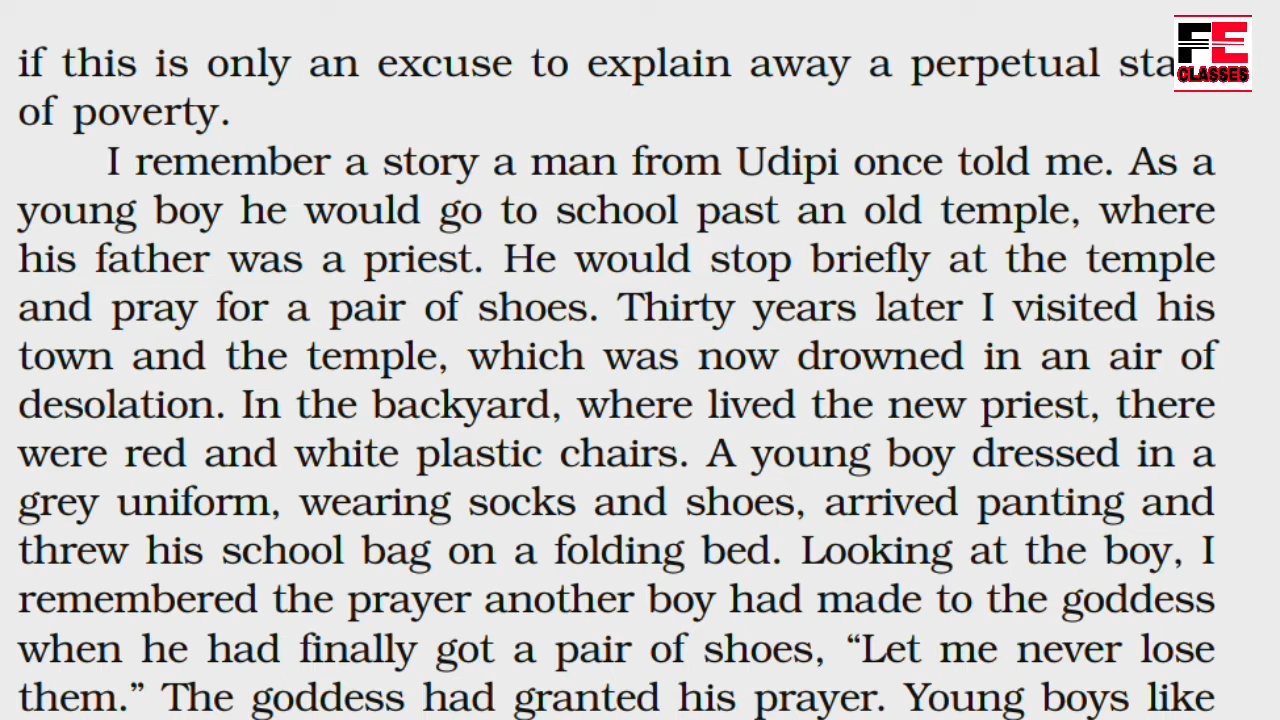 if this is only an excuse to explain away a perpetual
of poverty.
I remember a story a man from Udipi once told me. As a
young boy he would go to school past an old temple, where
his father was a priest. He would stop briefly at the temple
and pray for a pair of shoes. Thirty years later I visited his
town and the temple, which was now drowned in an air of
desolation. In the backyard, where lived the new priest, there
were red and white plastic chairs. A young boy dressed in a
grey uniform, wearing socks and shoes, arrived panting and
threw his school bag on a folding bed. Looking at the boy, I
remembered the prayer another boy had made to the goddess
when he had finally got a pair of shoes, “Let me never lose
them.” The goddess had granted his prayer. Young boys like
FE
CLASSES